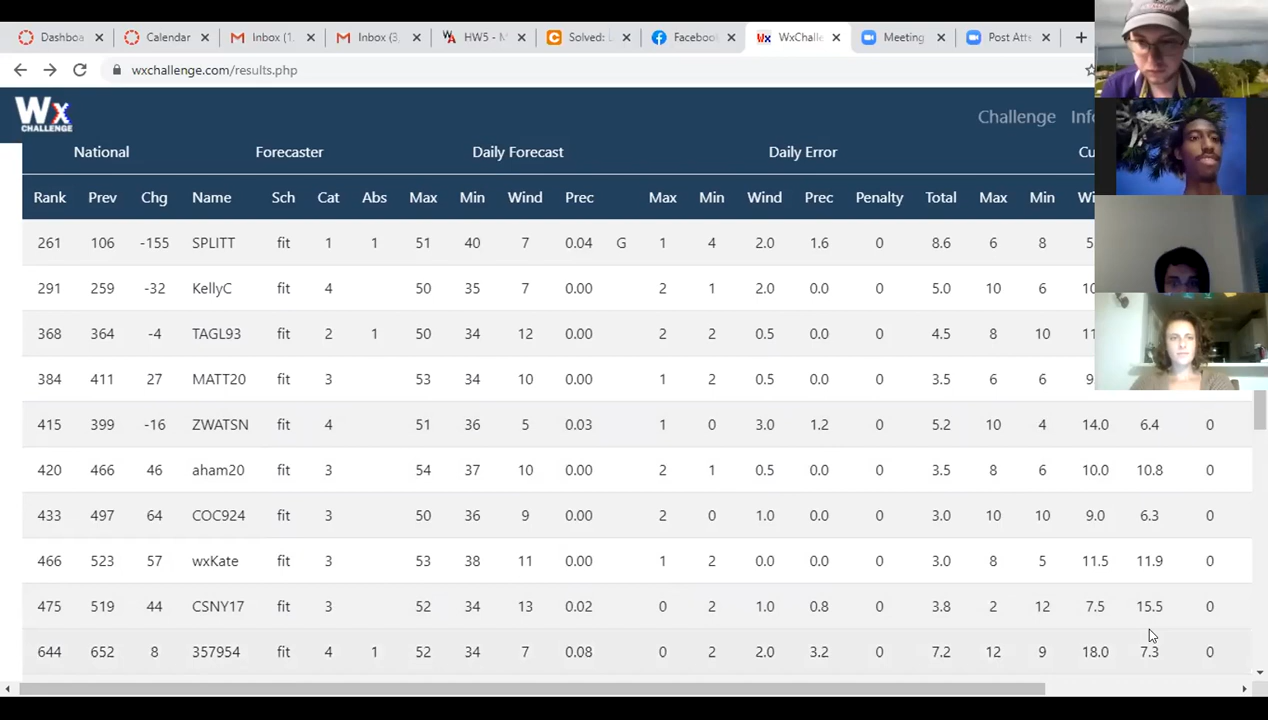 Dashboa Calendar Inbox (1. Inbox (3, HW5 - M Solved: L Facebook WxChalle Meeting Post Atte
wxchallenge.com/results.php
Wx CHALLENGE Challenge Inf
National Forecaster Daily Forecast Daily Error Cu
Rank Prev Chg Name Sch Cat Abs Max Min Wind Prec Max Min Wind Prec Penalty Total Max Min Wi
261 106 -155 SPLITT fit 1 1 51 40 7 0.04 G 1 4 2.0 1.6 0 8.6 6 8 5
291 259 -32 KellyC fit 4 50 35 7 0.00 2 1 2.0 0.0 0 5.0 10 6 10
368 364 -4 TAGL93 fit 2 1 50 34 12 0.00 2 2 0.5 0.0 0 4.5 8 10 11
384 411 27 MATT20 fit 3 53 34 10 0.00 1 2 0.5 0.0 0 3.5 6 6 9
415 399 -16 ZWATSN fit 4 51 36 5 0.03 1 0 3.0 1.2 0 5.2 10 4 14.0 6.4 0
420 466 46 aham20 fit 3 54 37 10 0.00 2 1 0.5 0.0 0 3.5 8 6 10.0 10.8 0
433 497 64 COC924 fit 3 50 36 9 0.00 2 0 1.0 0.0 0 3.0 10 10 9.0 6.3 0
466 523 57 wxKate fit 3 53 38 11 0.00 1 2 0.0 0.0 0 3.0 8 5 11.5 11.9 0
475 519 44 CSNY17 fit 3 52 34 13 0.02 0 2 1.0 0.8 0 3.8 2 12 7.5 15.5 0
644 652 8 357954 fit 4 1 52 34 7 0.08 0 2 2.0 3.2 0 7.2 12 9 18.0 7.3 0